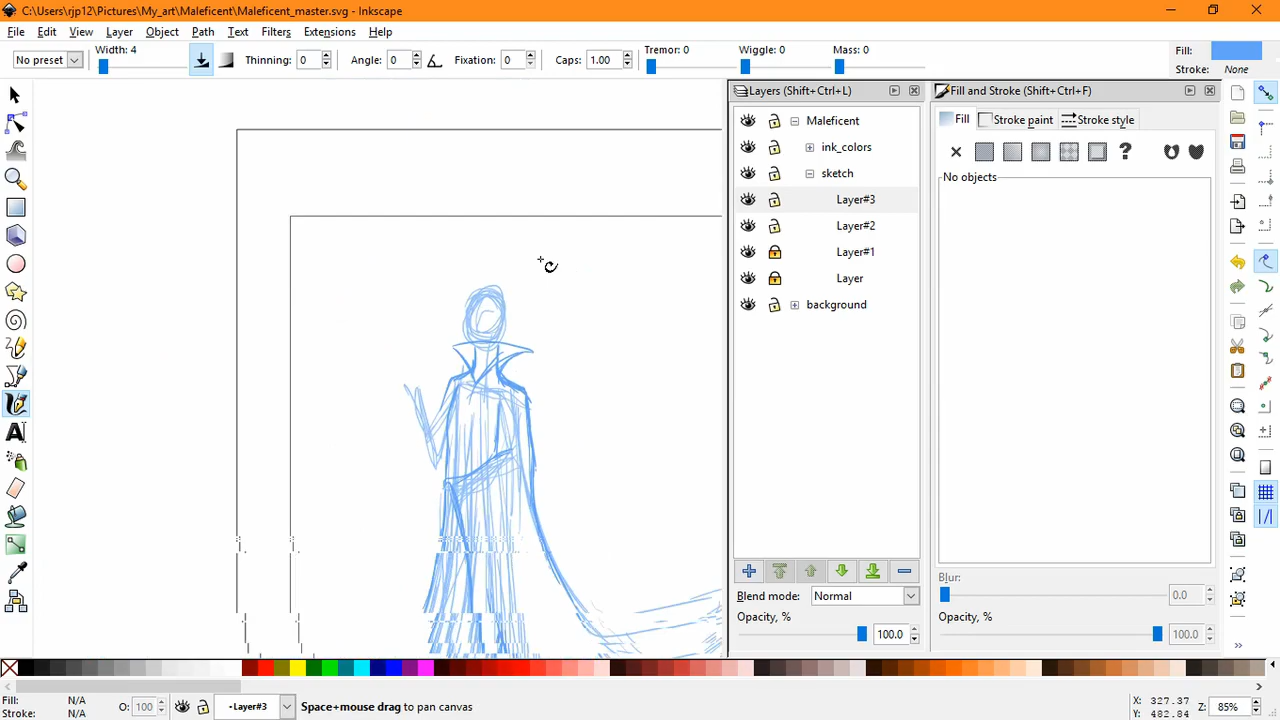 C:\Users\rjp12\Pictures\My_art\Maleficent\Maleficent_master.svg - Inkscape
File Edit View Layer Object Path Text Filters Extensions Help
No preset Width: 4 Thinning: 0 Angle: 0 Fixation: 0 Caps: 1.00 Tremor: 0 Wiggle: 0 Mass: 0 Fill:
Stroke: None
Layers (Shift+Ctrl+L)
Maleficent
ink_colors
sketch
Layer#3
Layer#2
Layer#1
Layer
background
Blend mode: Normal
Opacity, % 100.0
Fill and Stroke (Shift+Ctrl+F)
Fill Stroke paint Stroke style
?
No objects
Blur:
0.0
Opacity, %
100.0
Fill: N/A
Stroke: N/A
O: 100
•Layer#3
Space+mouse drag to pan canvas
X: 327.37
Y: 482.84
Z: 85%